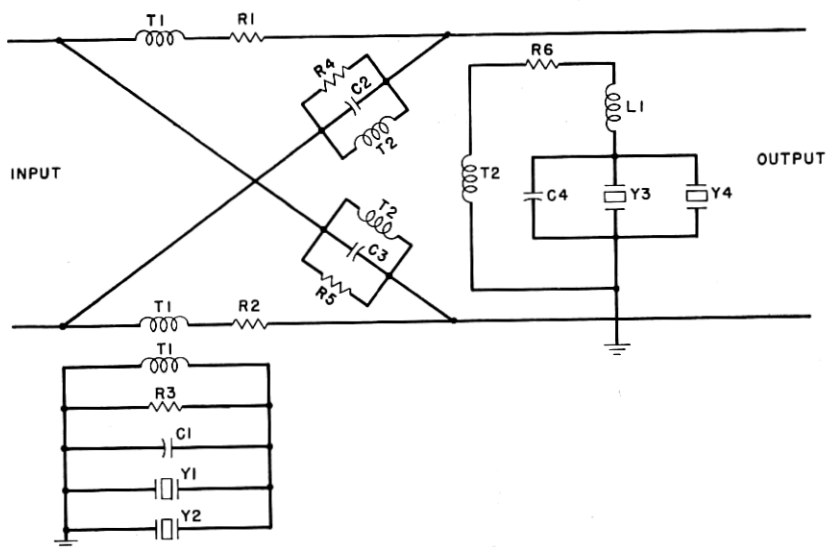 T1 R1
R4
C2
T2
R6
L1
INPUT
T2
C4 Y3 Y4
OUTPUT
T2
C3
R5
T1 R2
T1
R3
C1
Y1
Y2